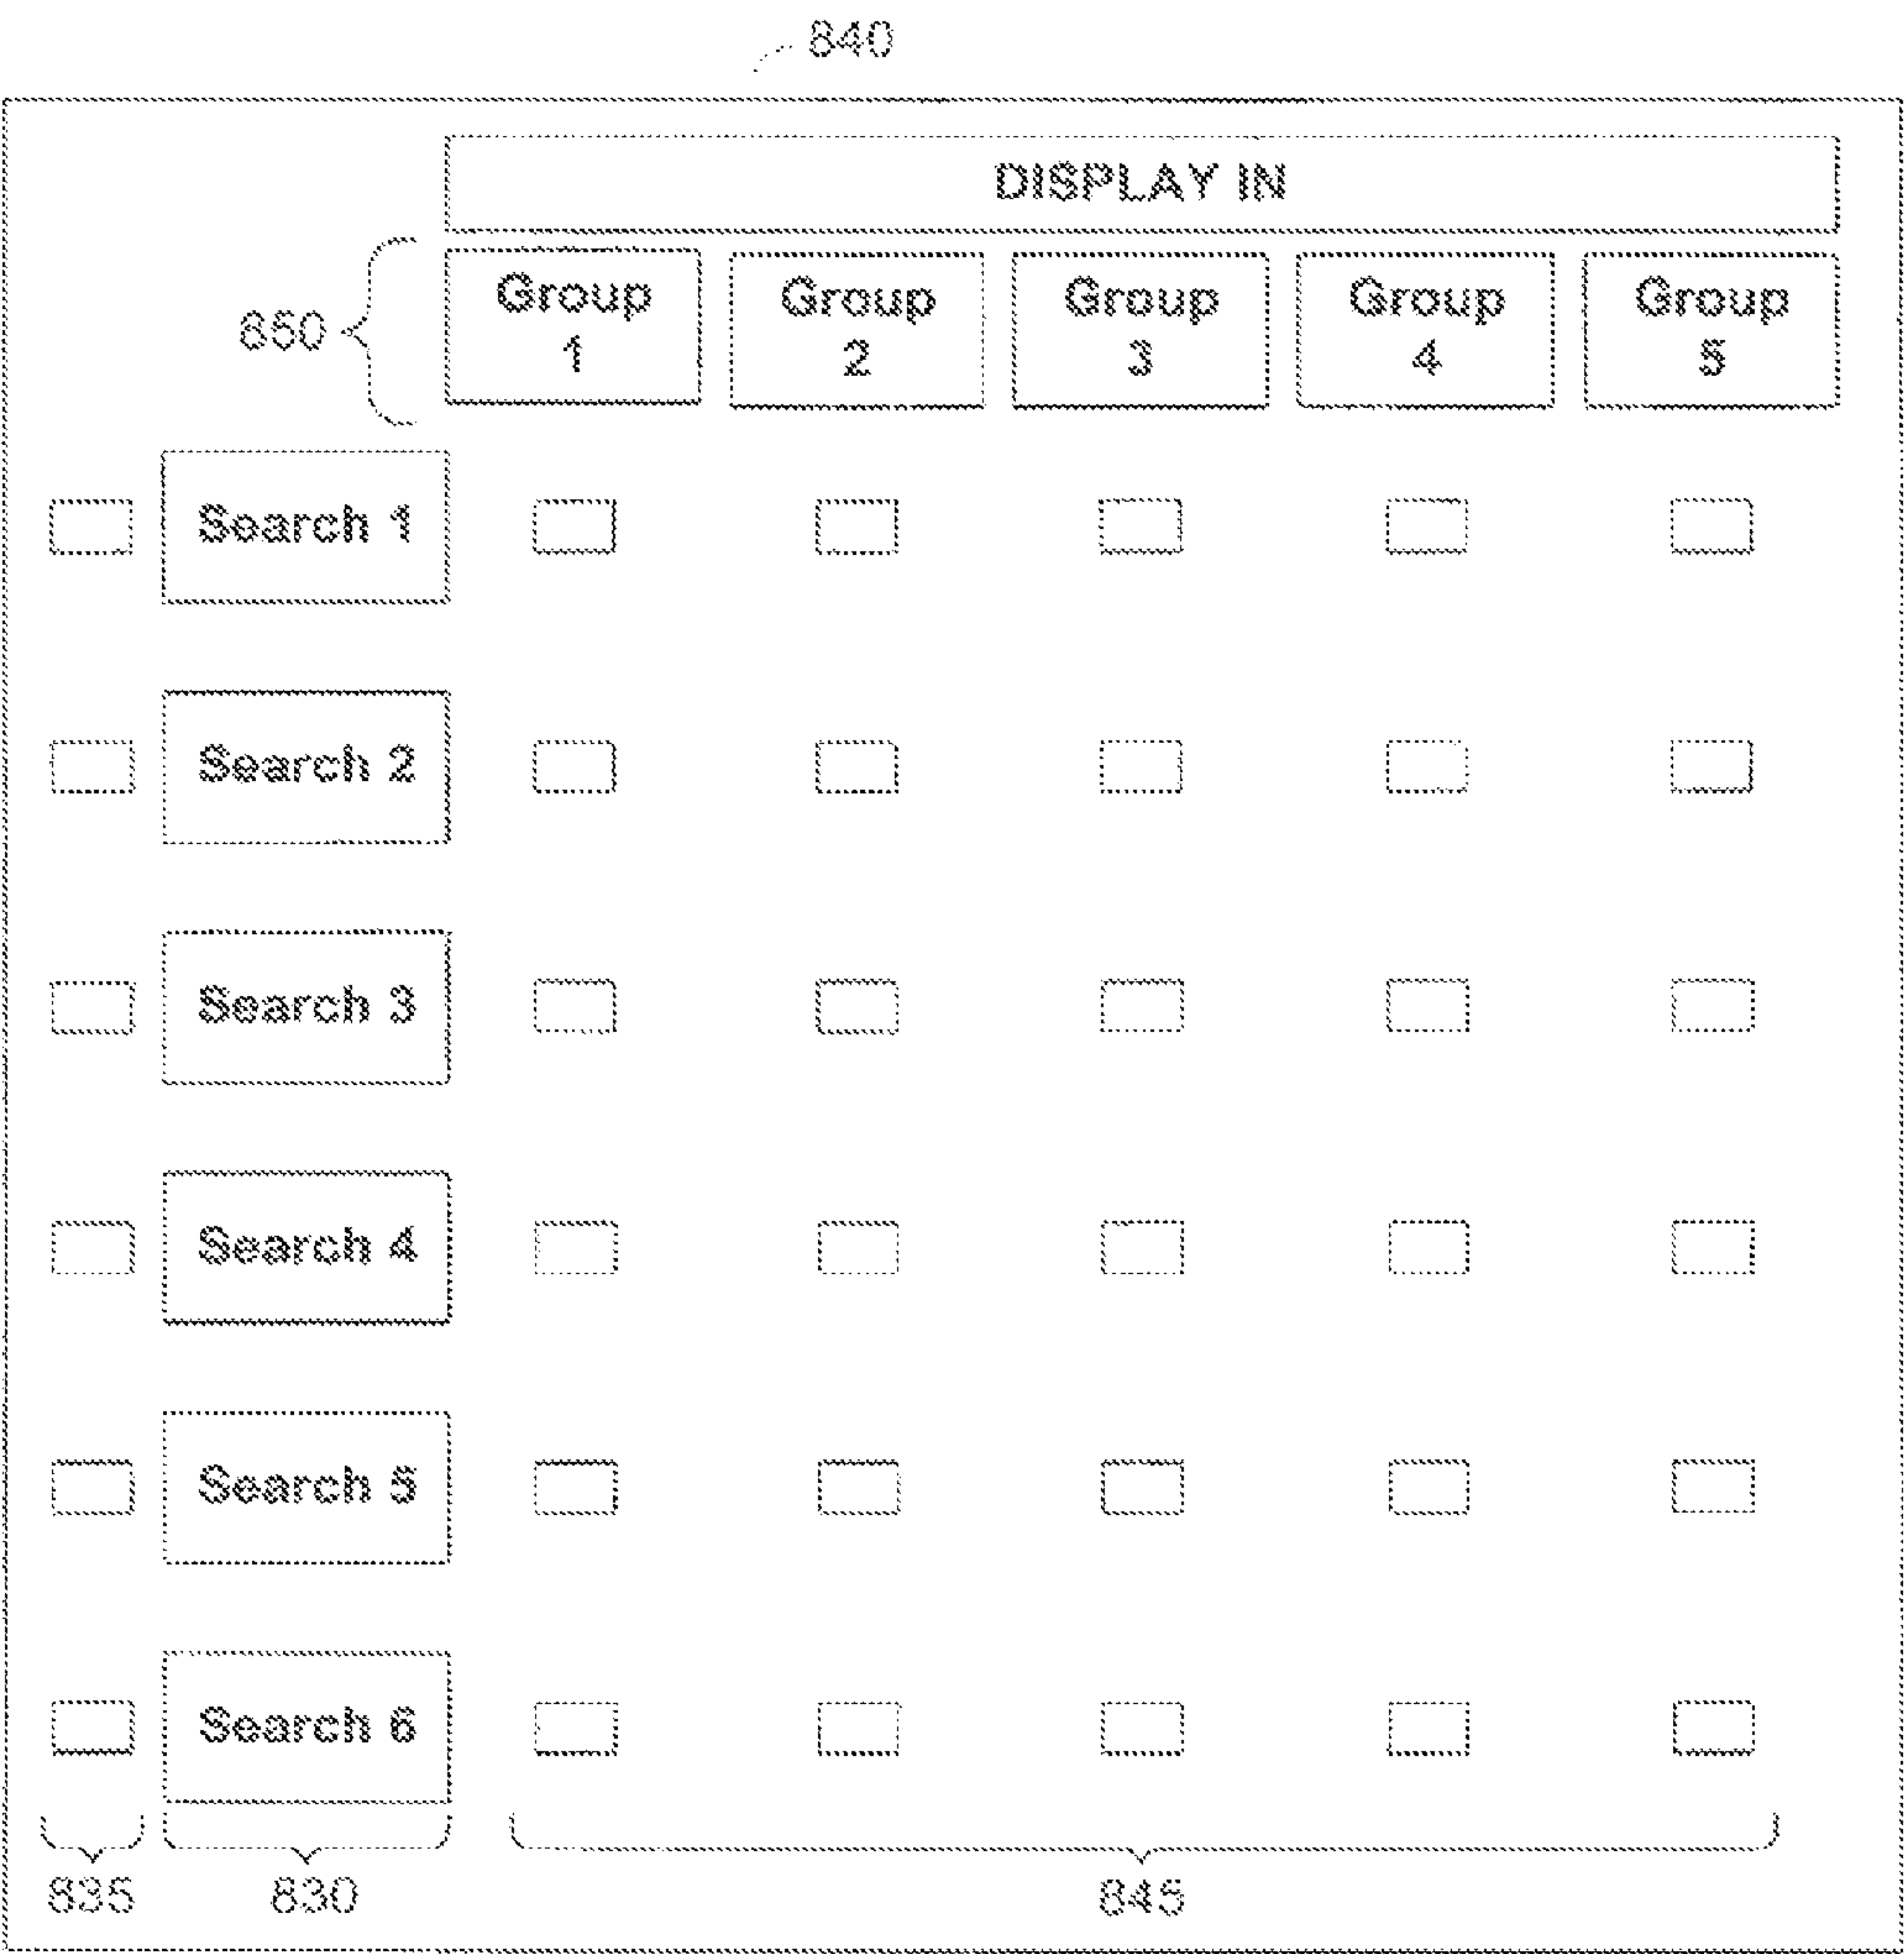 840
DISPLAY IN
850
Group 1
Group 2
Group 3
Group 4
Group 5
Search 1
Search 2
Search 3
Search 4
Search 5
Search 6
835
830
845